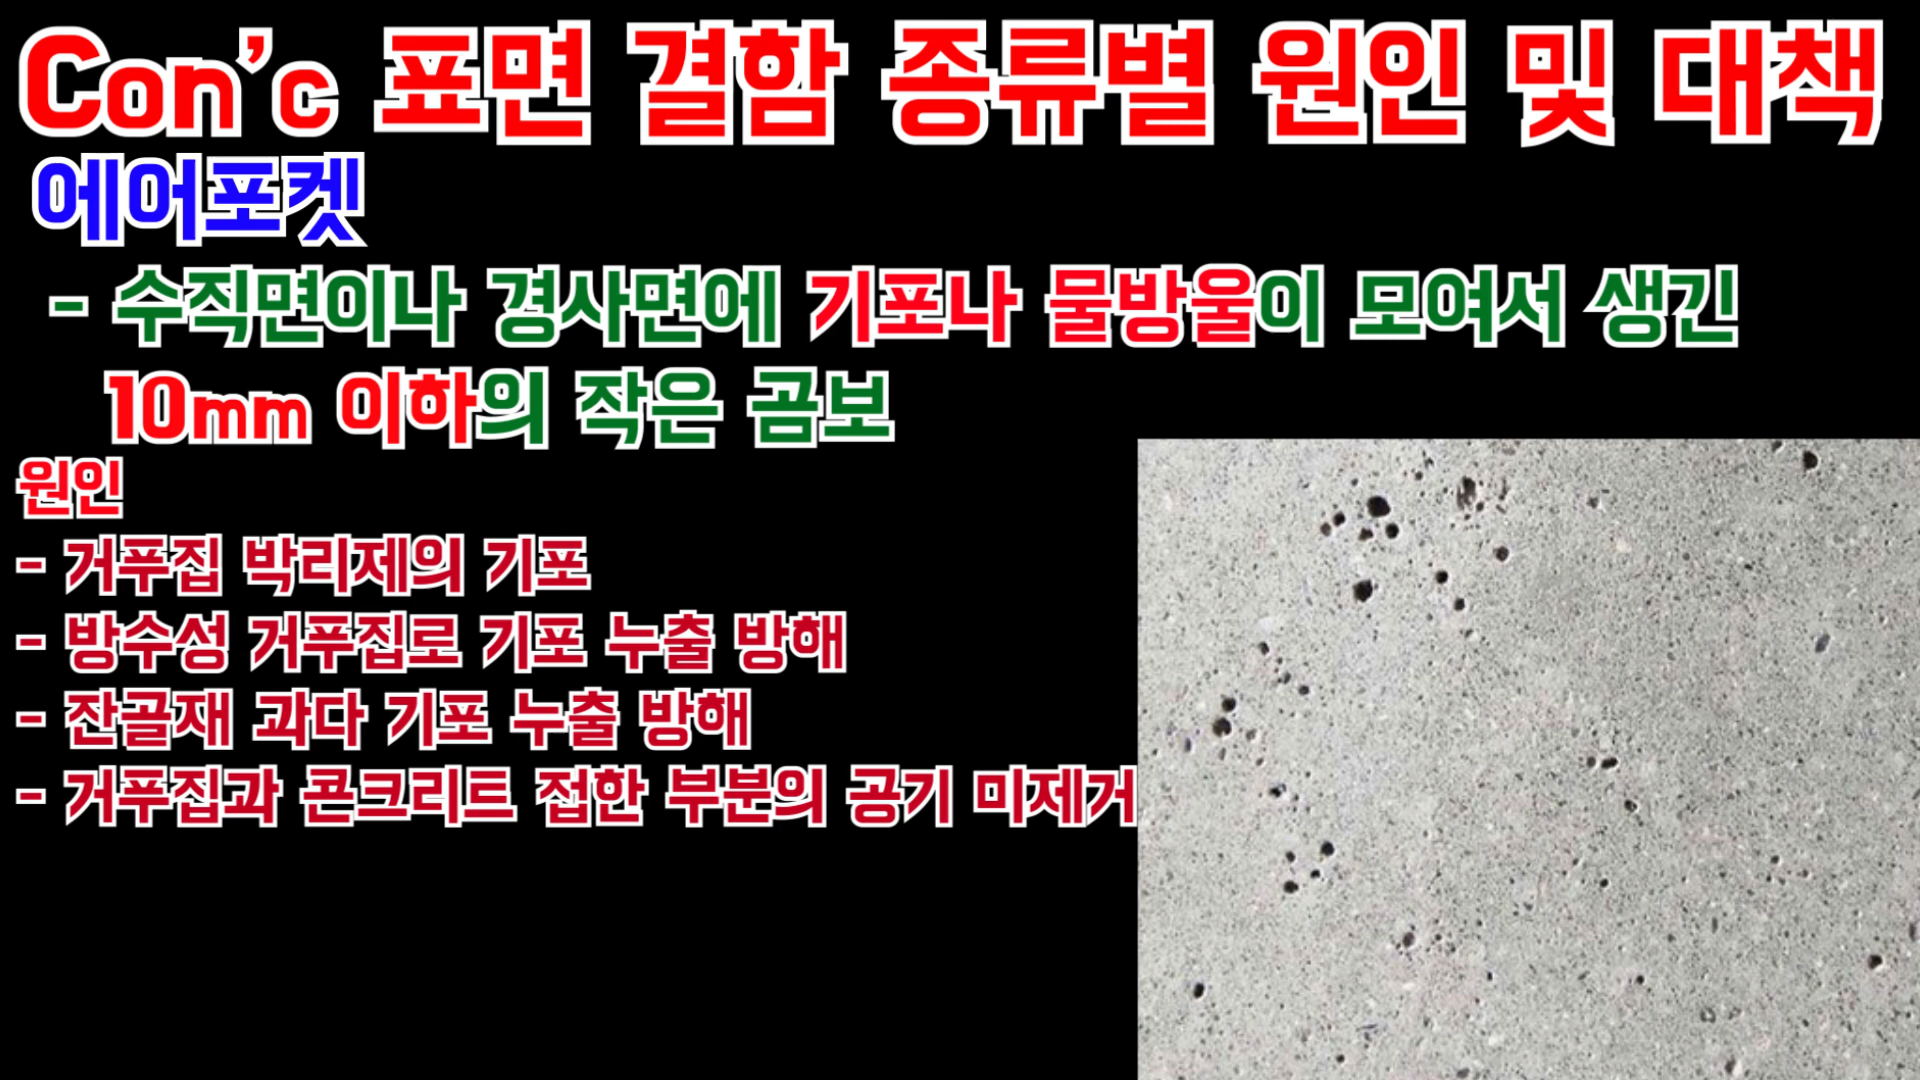 Con'c 표면 결함 종류별 원인 및 대책
에어포켓
- 수직면이나 경사면에 기포나 물방울이 모여서 생긴
10mm 이하의 작은 곰보
원인
- 거푸집 박리제의 기포
- 방수성 거푸집로 기포 누출 방해
- 잔골재 과다 기포 누출 방해
- 거푸집과 콘크리트 접한 부분의 공기 미제거